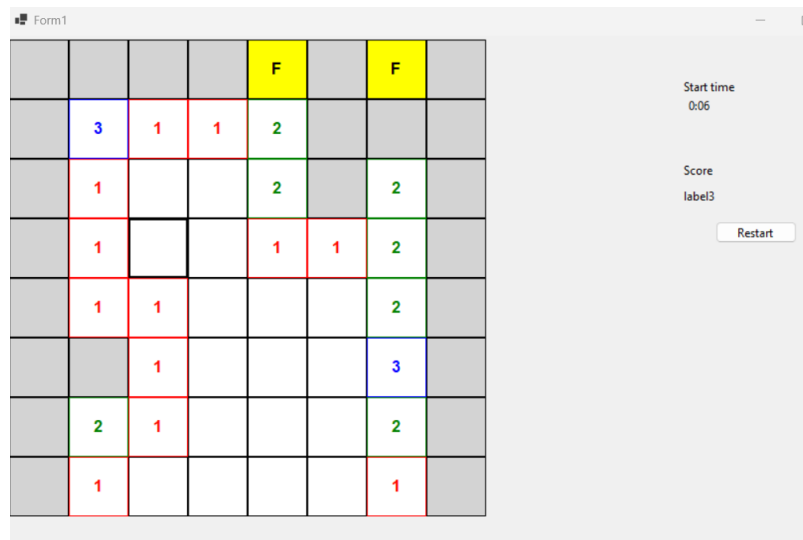 Form1
F F
Start time
0:06
3 1 1 2
1 2 2
Score
label3
1 1 1 2
Restart
1 1 2
1 3
2 1 2
1 1